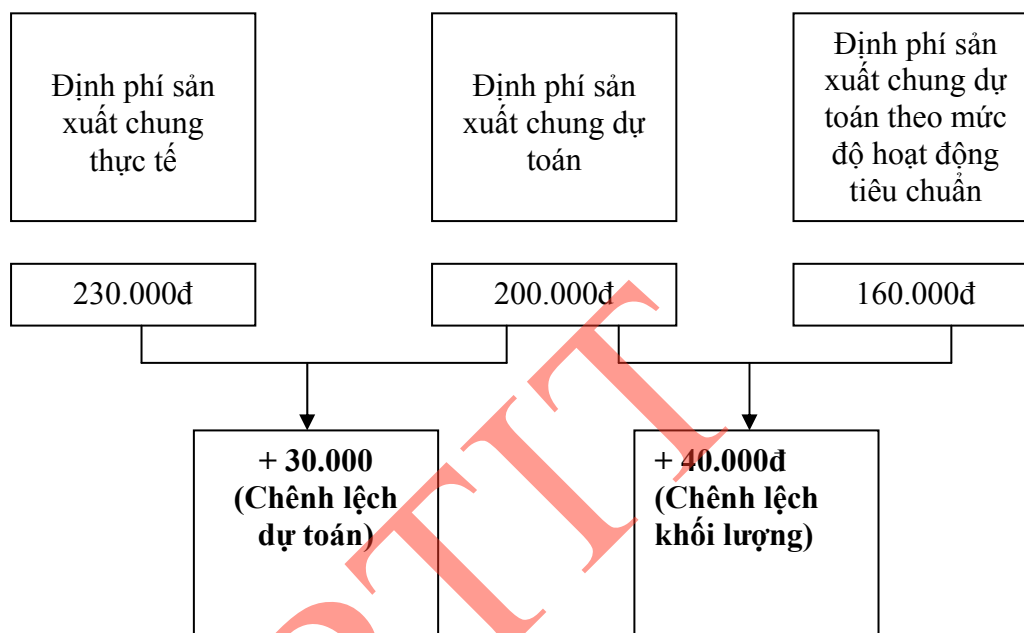 Định phí sản
xuất chung
thực tế
Định phí sản
xuất chung dự
toán
Định phí sản
xuất chung dự
toán theo mức
độ hoạt động
tiêu chuẩn
230.000đ
200.000đ
160.000đ
+ 30.000
(Chênh lệch
dự toán)
+ 40.000đ
(Chênh lệch
khối lượng)
PTIT